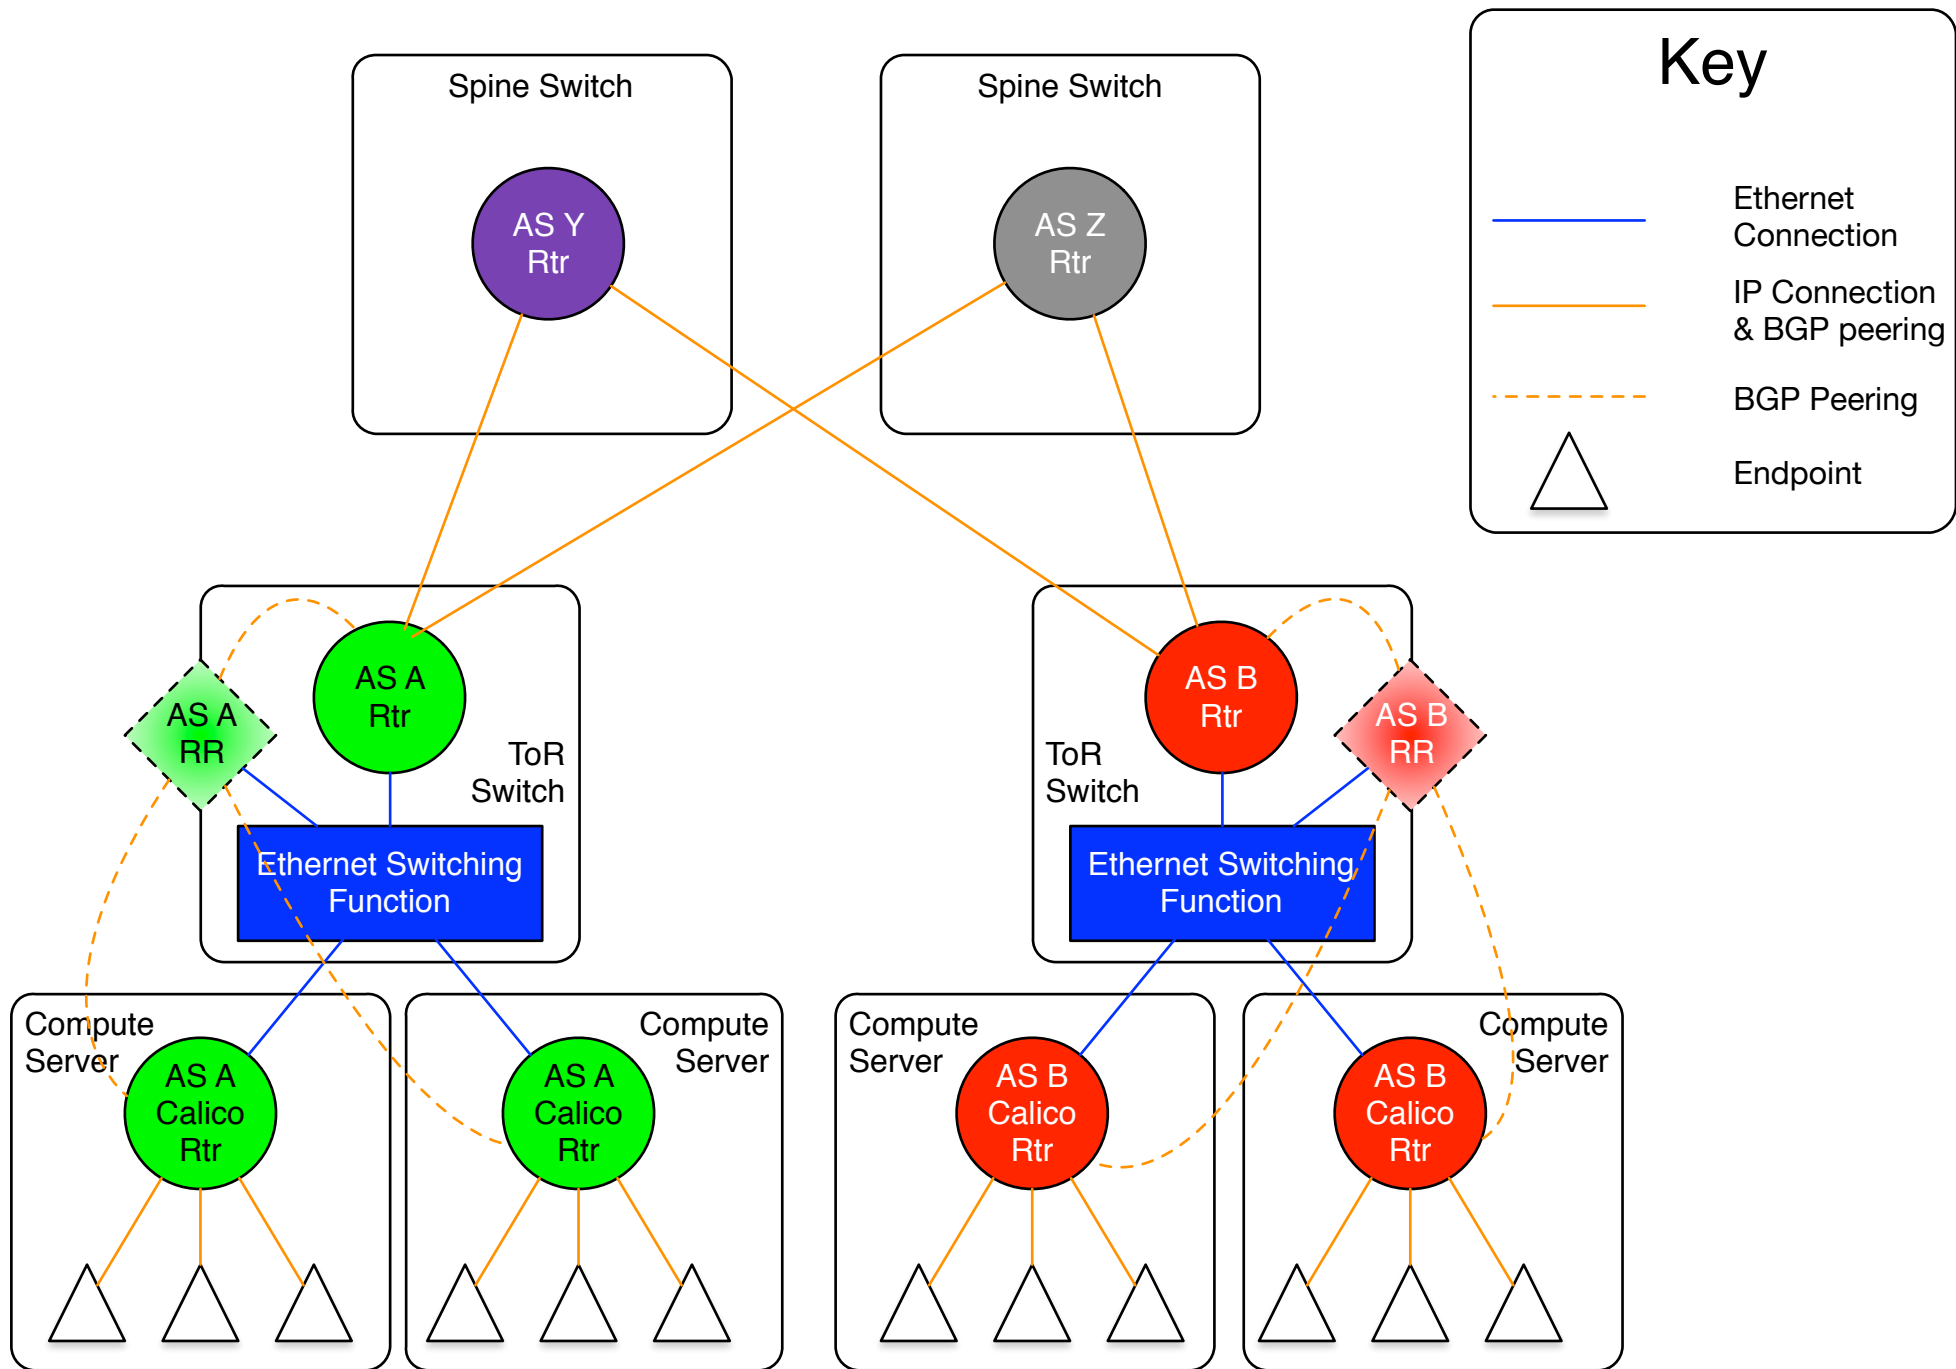 Spine Switch
Spine Switch
Key
AS Y
Rtr
AS Z
Rtr
Ethernet
Connection
IP Connection
& BGP peering
BGP Peering
Endpoint
AS A
RR
AS A
Rtr
ToR
Switch
Ethernet Switching
Function
AS B
Rtr
AS B
RR
ToR
Switch
Ethernet Switching
Function
Compute
Server
AS A
Calico
Rtr
Compute
Server
AS A
Calico
Rtr
Compute
Server
AS B
Calico
Rtr
Compute
Server
AS B
Calico
Rtr